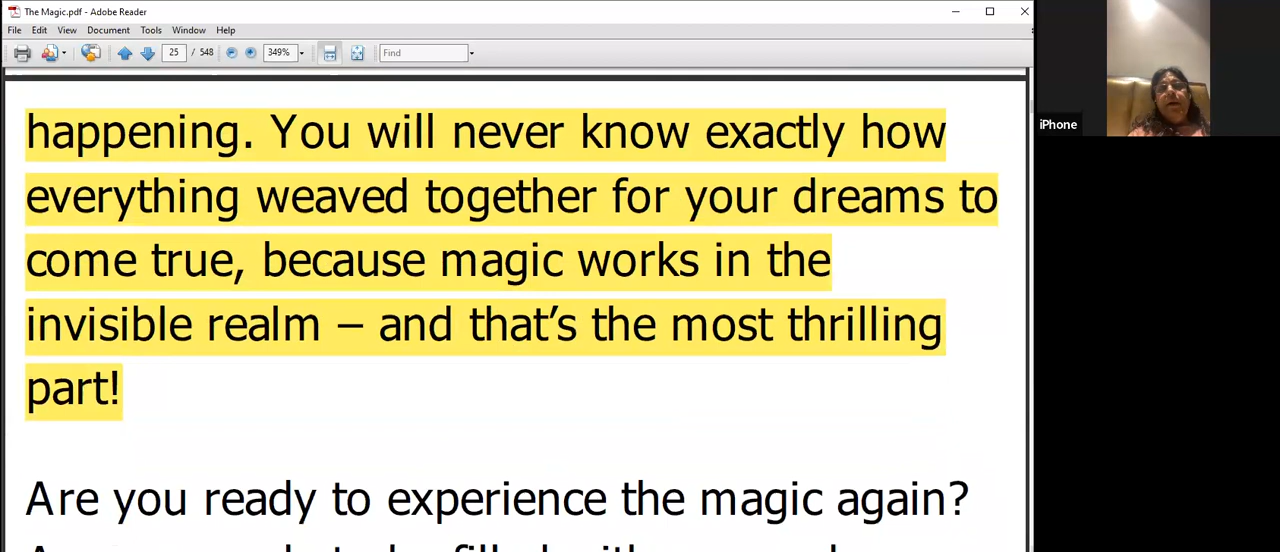 The Magic.pdf - Adobe Reader
File Edit View Document Tools Window Help
25 / 548 349% Find
happening. You will never know exactly how
everything weaved together for your dreams to
come true, because magic works in the
invisible realm – and that’s the most thrilling
part!
Are you ready to experience the magic again?
iPhone